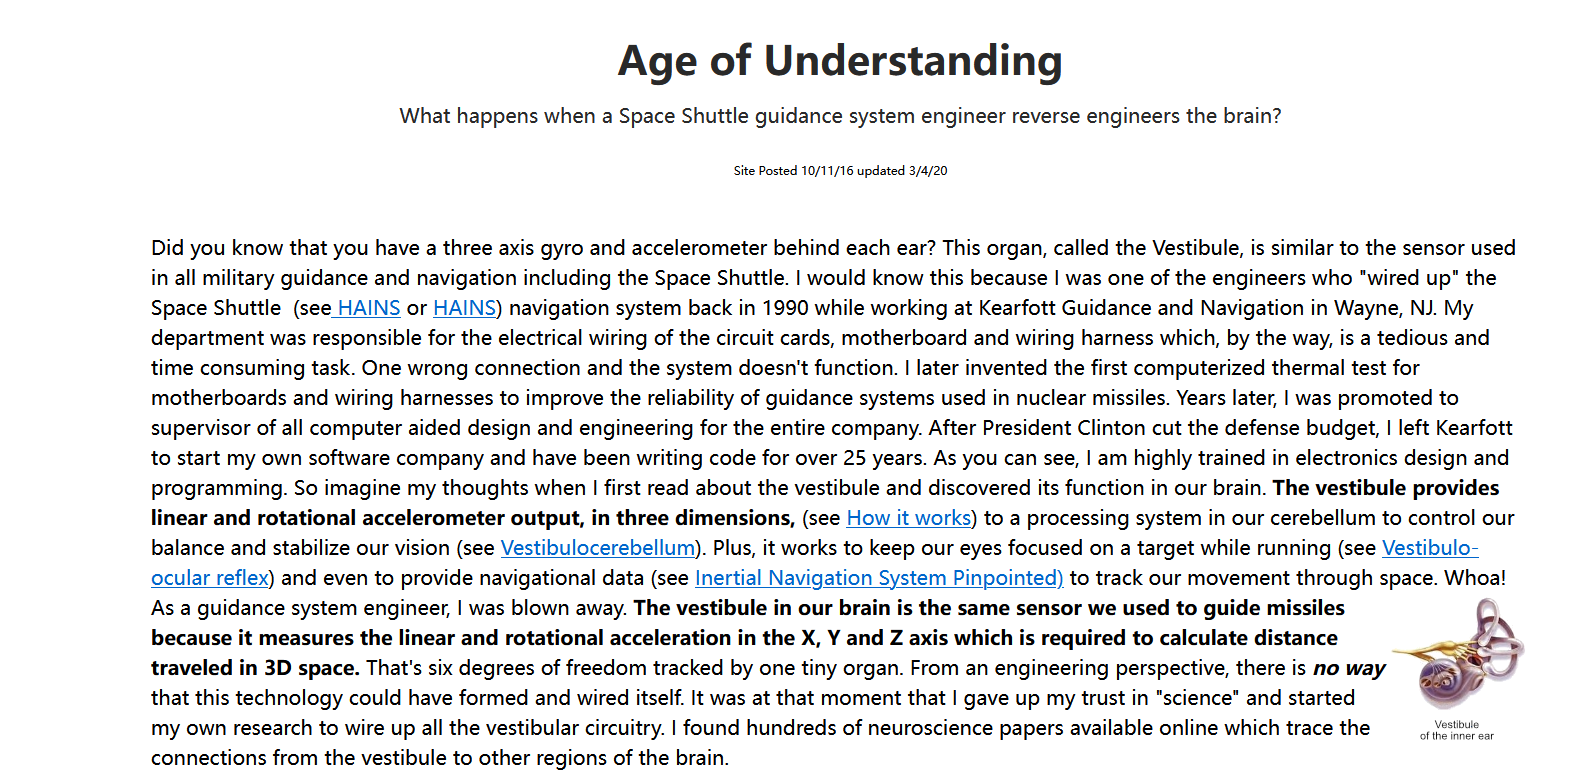 Age of Understanding
What happens when a Space Shuttle guidance system engineer reverse engineers the brain?
Site Posted 10/11/16 updated 3/4/20
Did you know that you have a three axis gyro and accelerometer behind each ear? This organ, called the Vestibule, is similar to the sensor used
in all military guidance and navigation including the Space Shuttle. I would know this because I was one of the engineers who "wired up" the
Space Shuttle  (see HAINS or HAINS) navigation system back in 1990 while working at Kearfott Guidance and Navigation in Wayne, NJ. My
department was responsible for the electrical wiring of the circuit cards, motherboard and wiring harness which, by the way, is a tedious and
time consuming task. One wrong connection and the system doesn't function. I later invented the first computerized thermal test for
motherboards and wiring harnesses to improve the reliability of guidance systems used in nuclear missiles. Years later, I was promoted to
supervisor of all computer aided design and engineering for the entire company. After President Clinton cut the defense budget, I left Kearfott
to start my own software company and have been writing code for over 25 years. As you can see, I am highly trained in electronics design and
programming. So imagine my thoughts when I first read about the vestibule and discovered its function in our brain. The vestibule provides
linear and rotational accelerometer output, in three dimensions, (see How it works) to a processing system in our cerebellum to control our
balance and stabilize our vision (see Vestibulocerebellum). Plus, it works to keep our eyes focused on a target while running (see Vestibulo-
ocular reflex) and even to provide navigational data (see Inertial Navigation System Pinpointed) to track our movement through space. Whoa!
As a guidance system engineer, I was blown away. The vestibule in our brain is the same sensor we used to guide missiles
because it measures the linear and rotational acceleration in the X, Y and Z axis which is required to calculate distance
traveled in 3D space. That's six degrees of freedom tracked by one tiny organ. From an engineering perspective, there is no way
that this technology could have formed and wired itself. It was at that moment that I gave up my trust in "science" and started
my own research to wire up all the vestibular circuitry. I found hundreds of neuroscience papers available online which trace the
connections from the vestibule to other regions of the brain.
Vestibule
of the inner ear